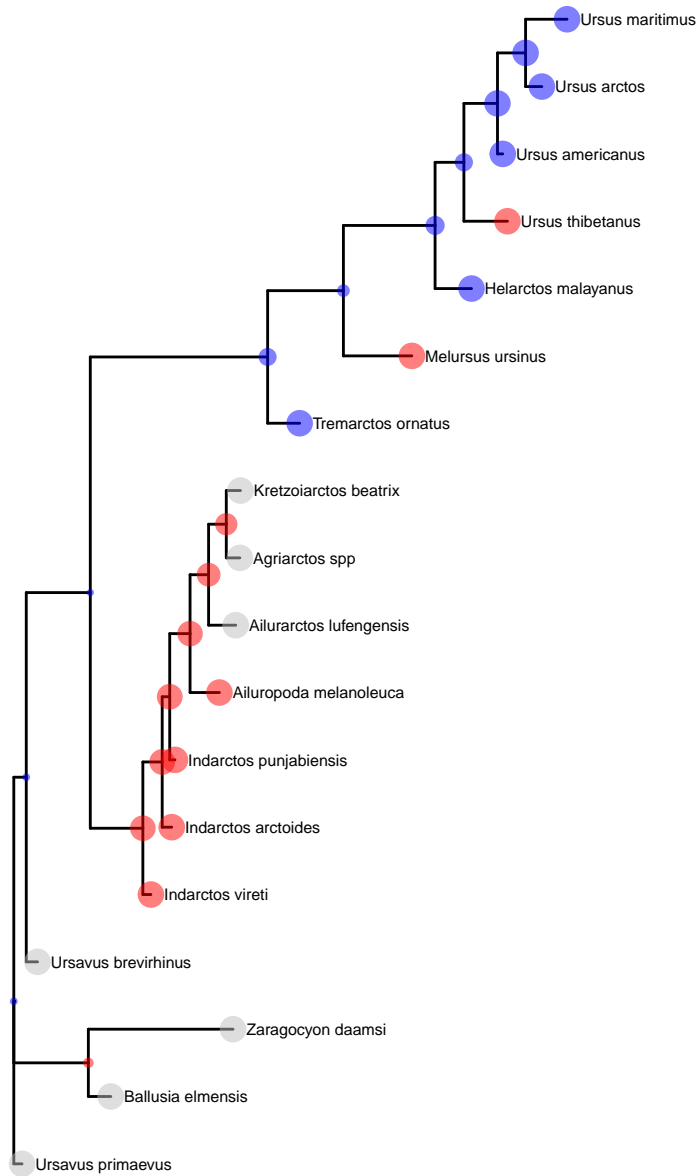 Ursus maritimus
Ursus arctos
Ursus americanus
Ursus thibetanus
Helarctos malayanus
Melursus ursinus
Tremarctos ornatus
Kretzoiarctos beatrix
Agriarctos spp
Ailurarctos lufengensis
Ailuropoda melanoleuca
Indarctos punjabiensis
Indarctos arctoides
Indarctos vireti
Ursavus brevirhinus
Zaragocyon daamsi
Ballusia elmensis
Ursavus primaevus